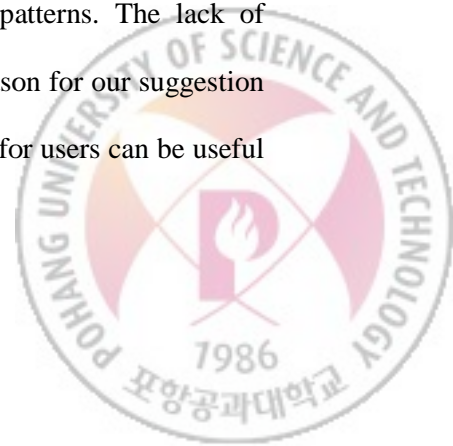 patterns. The lack of
son for our suggestion
for users can be useful
POHANG UNIVERSITY OF SCIENCE AND TECHNOLOGY
1986
포항공과대학교